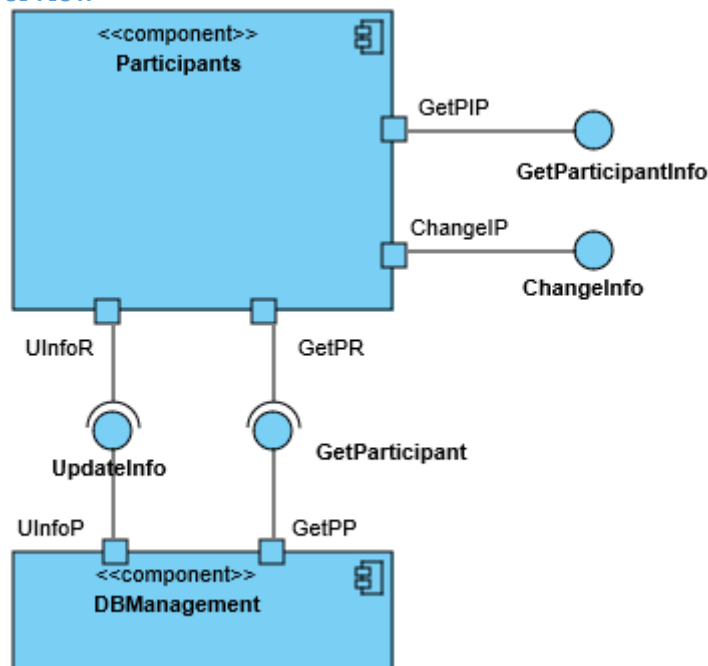 <<component>>
Participants
GetPIP
GetParticipantInfo
ChangeIP
ChangeInfo
UInfoR
GetPR
UpdateInfo
GetParticipant
UInfoP
GetPP
<<component>>
DBManagement